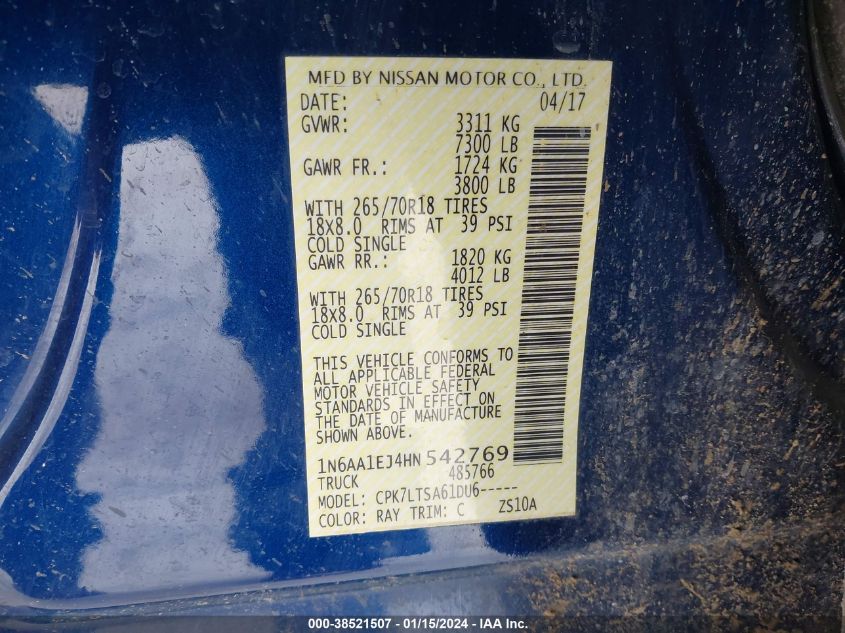 MFD BY NISSAN MOTOR CO., LTD.
DATE: 04/17
GVWR: 3311 KG
7300 LB
GAWR FR.: 1724 KG
3800 LB
WITH 265/70R18 TIRES
18X8.0 RIMS AT 39 PSI
COLD SINGLE
GAWR RR.: 1820 KG
4012 LB
WITH 265/70R18 TIRES
18X8.0 RIMS AT 39 PSI
COLD SINGLE
THIS VEHICLE CONFORMS TO
ALL APPLICABLE FEDERAL
MOTOR VEHICLE SAFETY
STANDARDS IN EFFECT ON
THE DATE OF MANUFACTURE
SHOWN ABOVE.
1N6AA1EJ4HN542769
TRUCK 485766
MODEL: CPK7LTSA61DU6-----
COLOR: RAY TRIM: C ZS10A
000-38521507 - 01/15/2024 - IAA Inc.